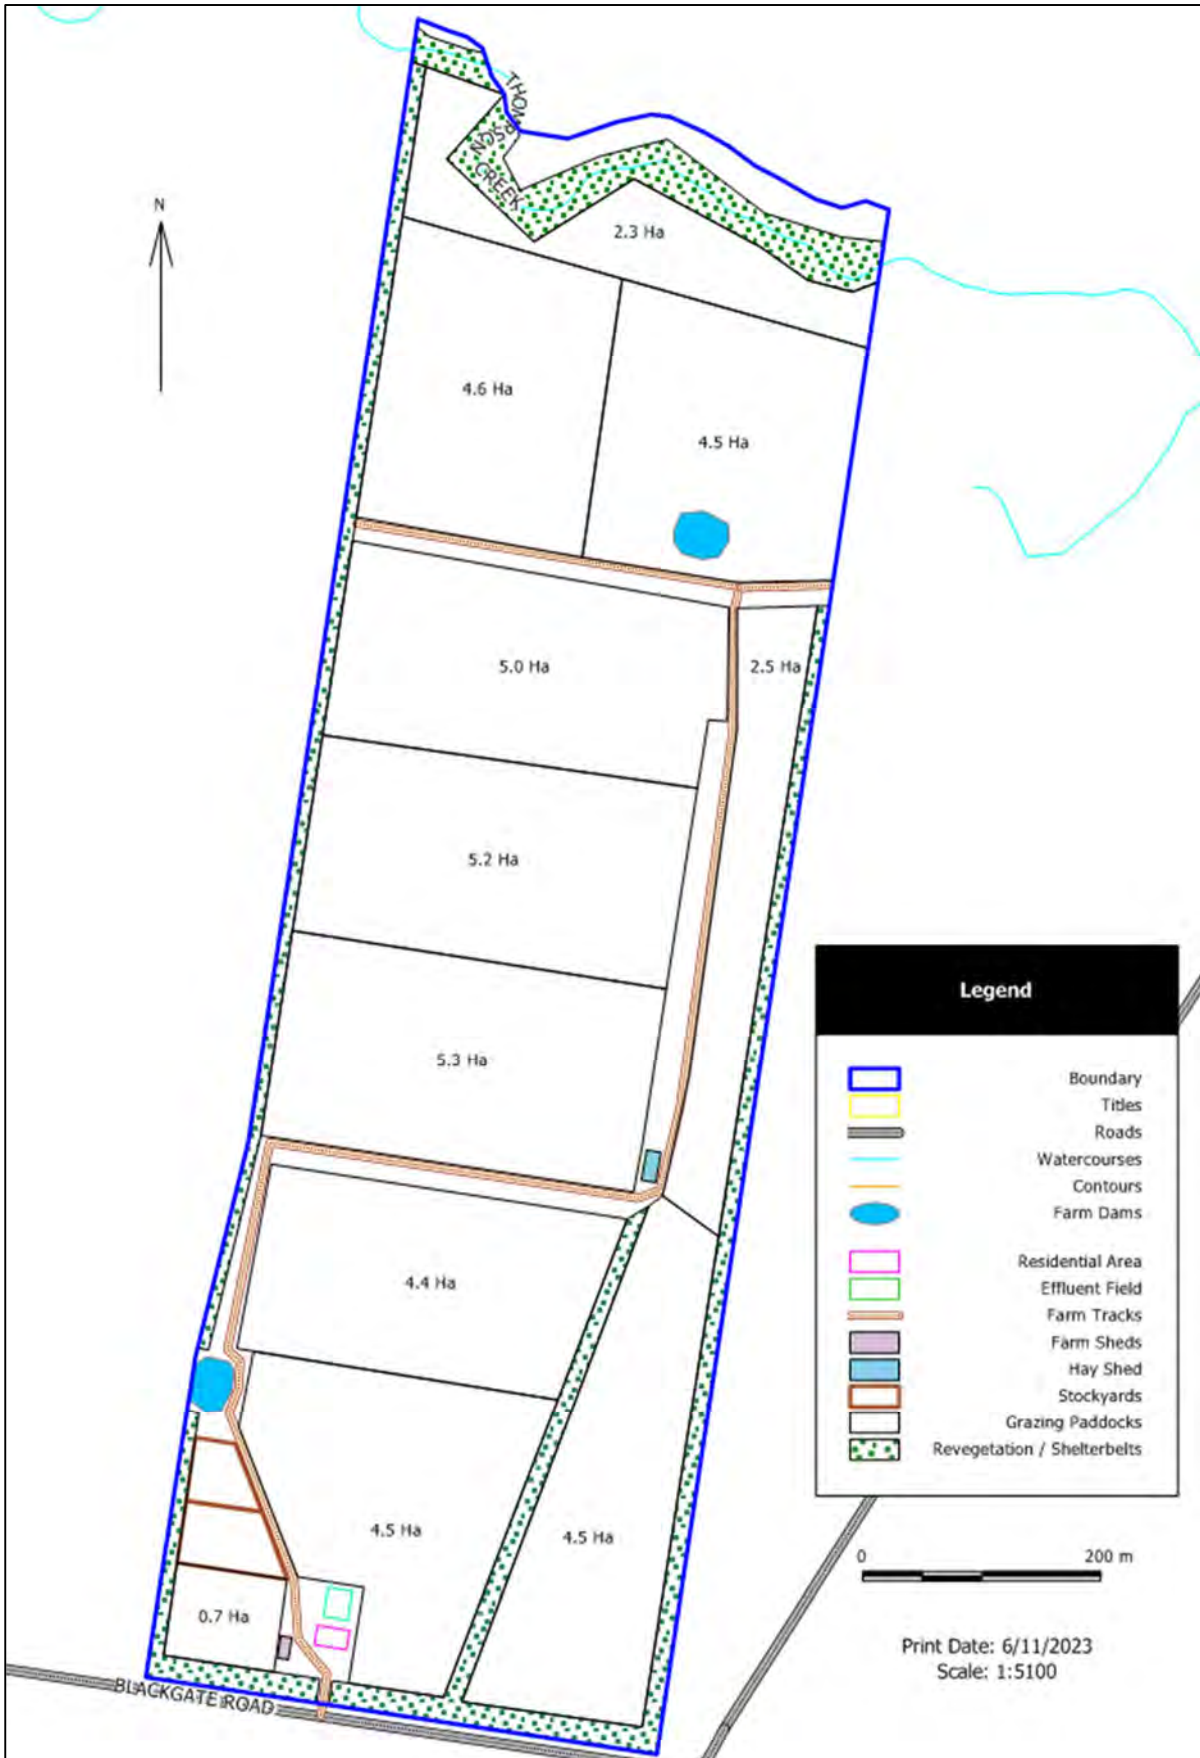 THOMPSON
CREEK
N
2.3 Ha
4.6 Ha
4.5 Ha
5.0 Ha
2.5 Ha
5.2 Ha
5.3 Ha
4.4 Ha
4.5 Ha
4.5 Ha
0.7 Ha
BLACKGATE ROAD
Legend
Boundary
Titles
Roads
Watercourses
Contours
Farm Dams
Residential Area
Effluent Field
Farm Tracks
Farm Sheds
Hay Shed
Stockyards
Grazing Paddocks
Revegetation / Shelterbelts
0 200 m
Print Date: 6/11/2023
Scale: 1:5100